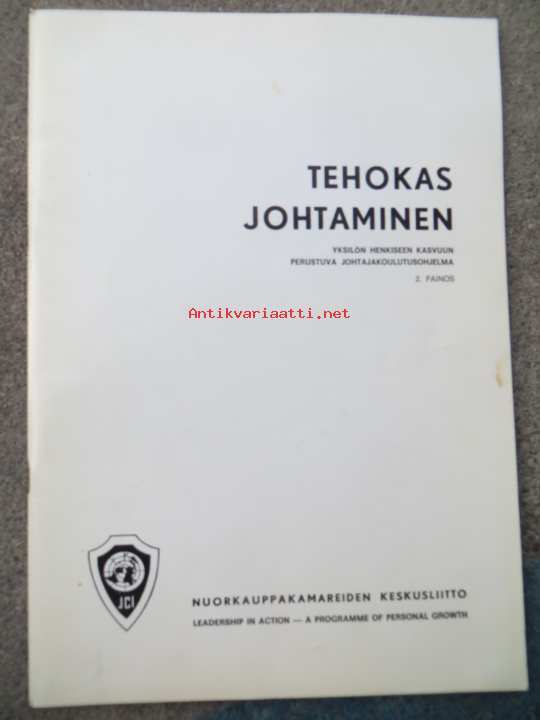 TEHOKAS
JOHTAMINEN
YKSILÖN HENKISEEN KASVUUN
PERUSTUVA JOHTAJAKOULUTUSOHJELMA
2. PAINOS
Antikvariaatti.net
JCI
NUORKAUPPAKAMAREIDEN KESKUSLIITTO
LEADERSHIP IN ACTION — A PROGRAMME OF PERSONAL GROWTH